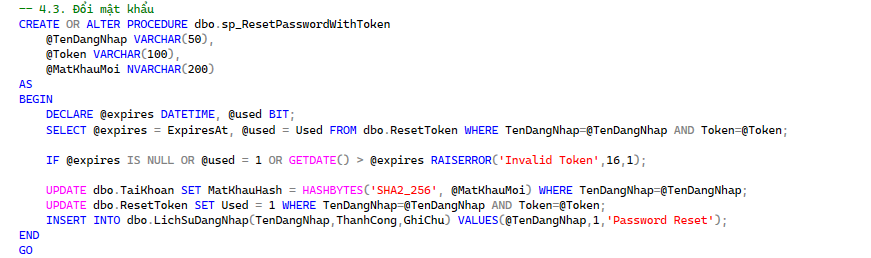 -- 4.3. Đổi mật khẩu
CREATE OR ALTER PROCEDURE dbo.sp_ResetPasswordWithToken
    @TenDangNhap VARCHAR(50),
    @Token VARCHAR(100),
    @MatKhauMoi NVARCHAR(200)
AS
BEGIN
    DECLARE @expires DATETIME, @used BIT;
    SELECT @expires = ExpiresAt, @used = Used FROM dbo.ResetToken WHERE TenDangNhap=@TenDangNhap AND Token=@Token;
    IF @expires IS NULL OR @used = 1 OR GETDATE() > @expires RAISERROR('Invalid Token',16,1);
    UPDATE dbo.TaiKhoan SET MatKhauHash = HASHBYTES('SHA2_256', @MatKhauMoi) WHERE TenDangNhap=@TenDangNhap;
    UPDATE dbo.ResetToken SET Used = 1 WHERE TenDangNhap=@TenDangNhap AND Token=@Token;
    INSERT INTO dbo.LichSuDangNhap(TenDangNhap,ThanhCong,GhiChu) VALUES(@TenDangNhap,1,'Password Reset');
END
GO